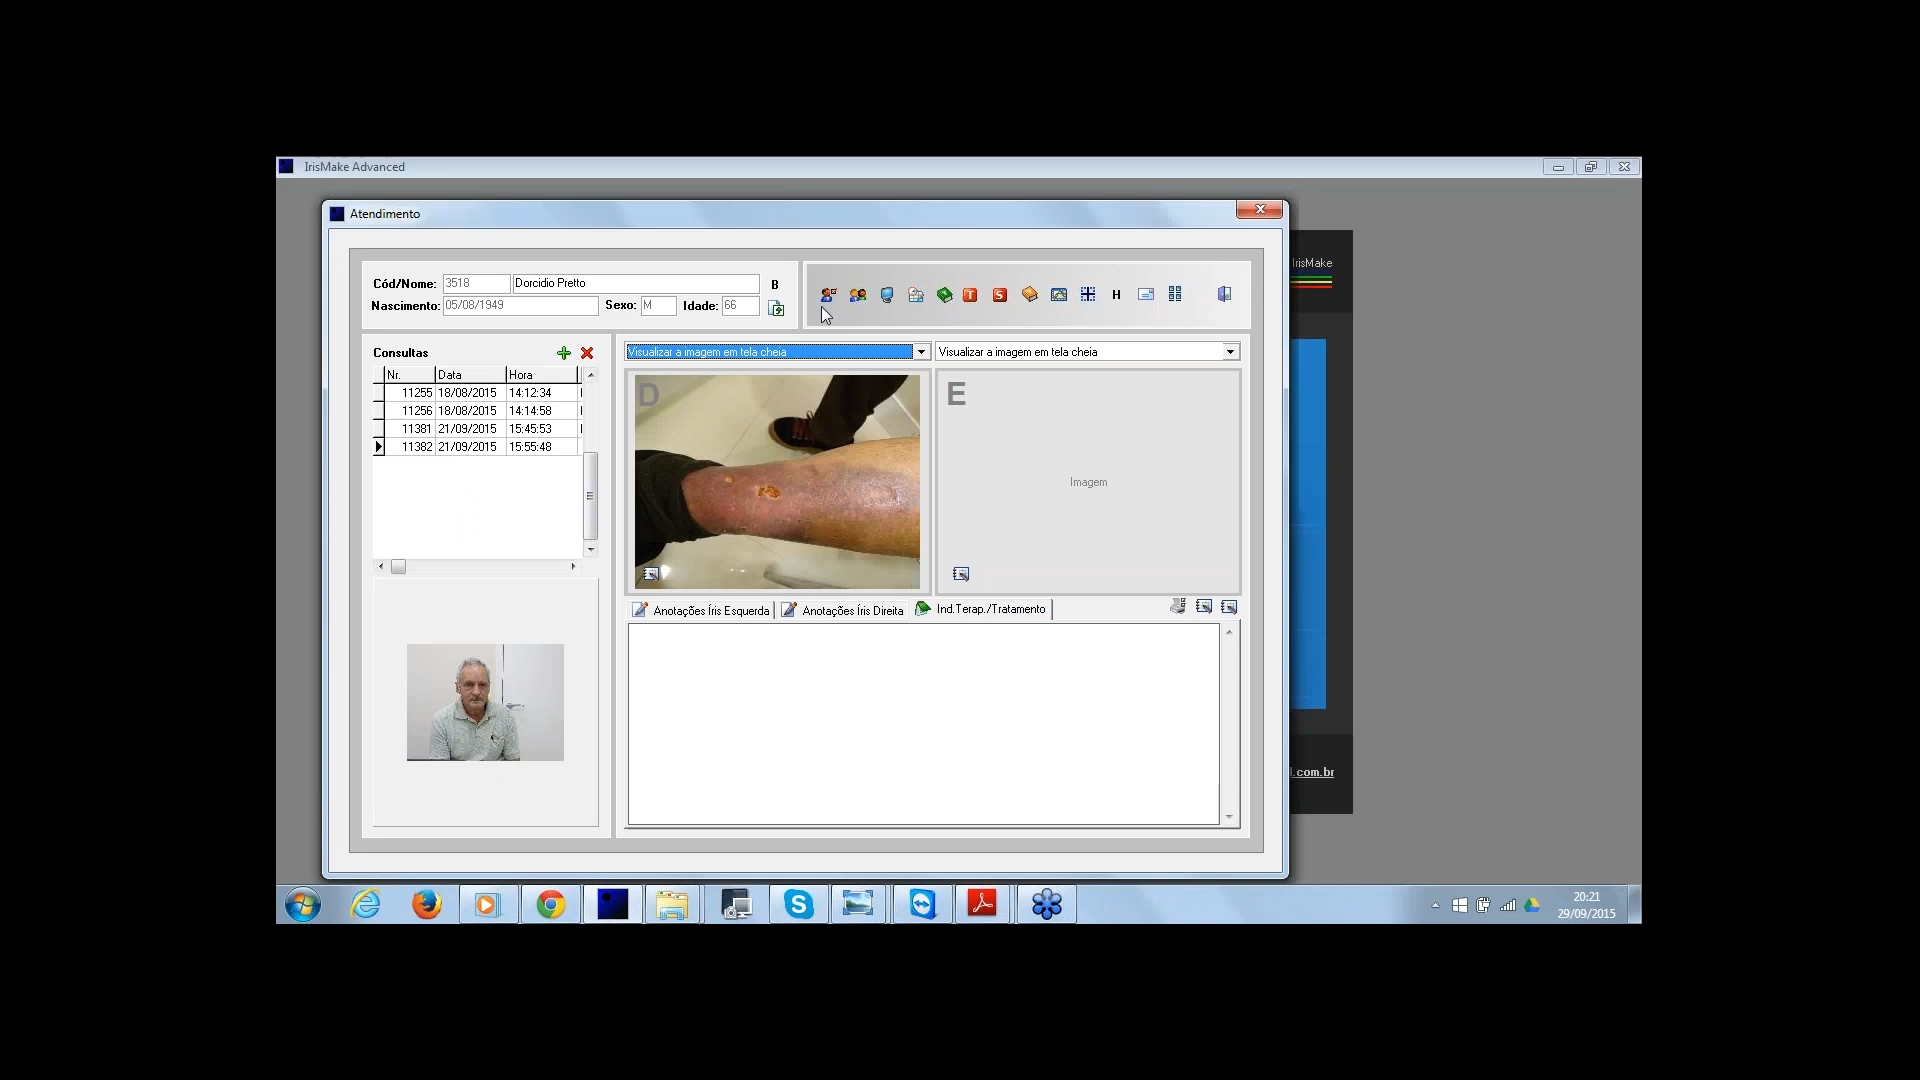 IrisMake Advanced
Atendimento
IrisMake
Cód/Nome: 3518 Dorcidio Pretto B
Nascimento: 05/08/1949 Sexo: M Idade: 66
T S H
Consultas
Nr. Data Hora
11255 18/08/2015 14:12:34
11256 18/08/2015 14:14:58
11381 21/09/2015 15:45:53
11382 21/09/2015 15:55:48
Visualizar a imagem em tela cheia
Visualizar a imagem em tela cheia
D
E
Imagem
Anotações Íris Esquerda
Anotações Íris Direita
Ind.Terap./Tratamento
l.com.br
20:21
29/09/2015